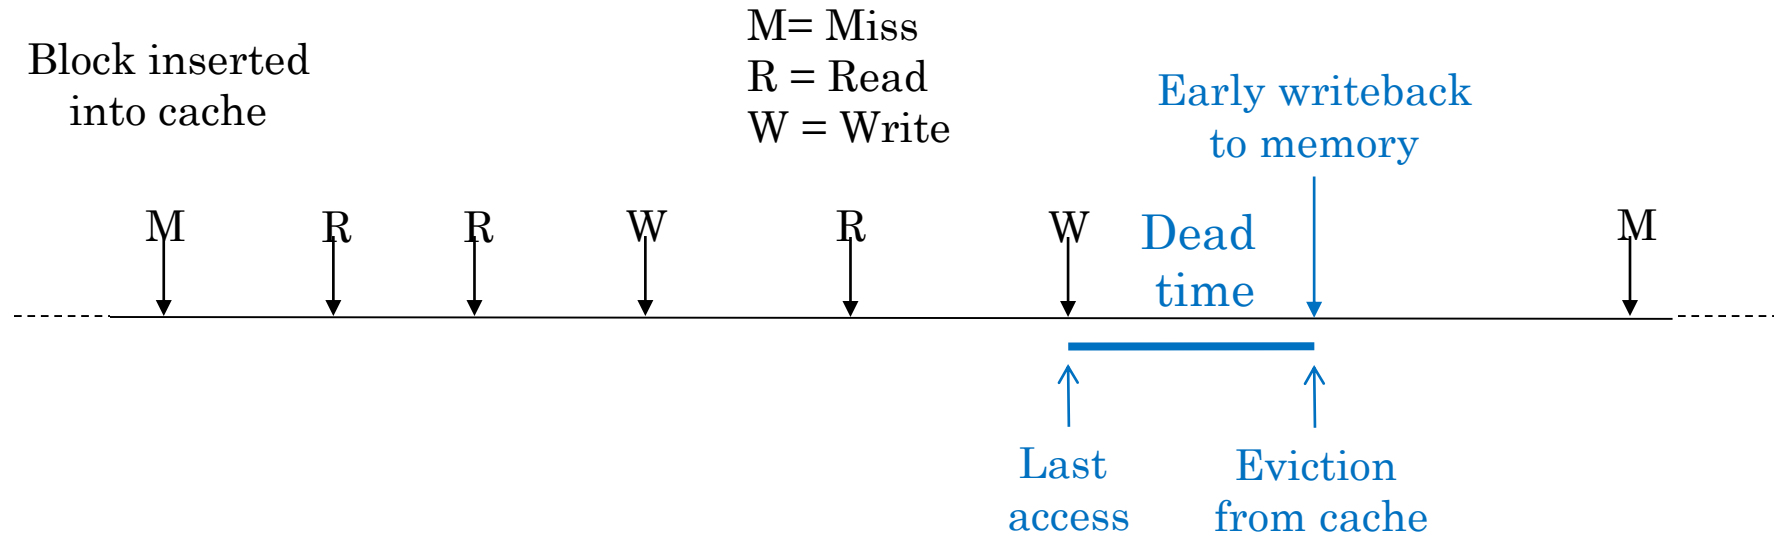 Block inserted
into cache
M= Miss
R = Read
W = Write
Early writeback
to memory
M
R
R
W
R
W
Dead
time
M
Last
access
Eviction
from cache